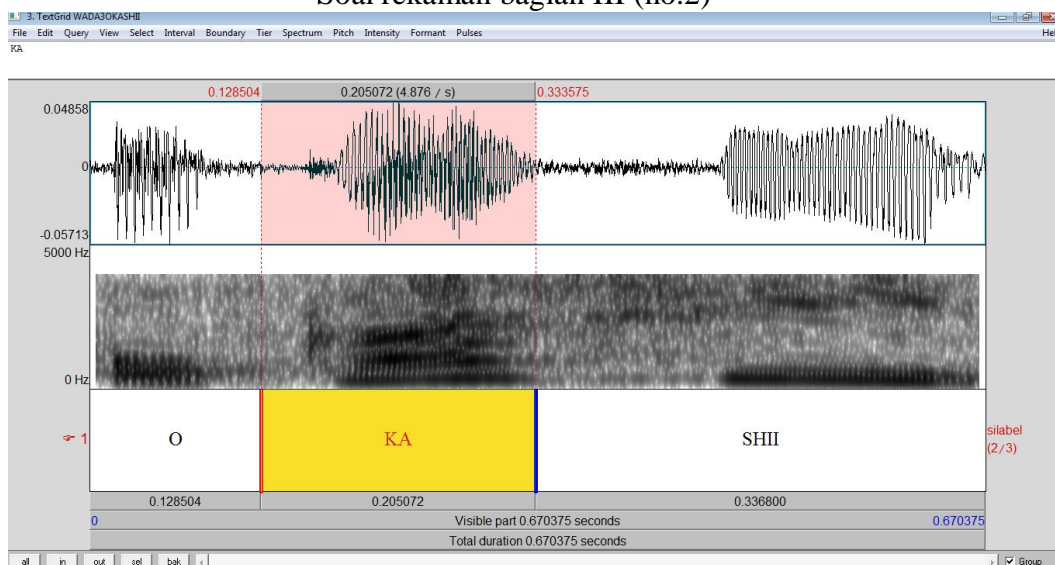 Soal rekaman bagian III (no.2)
3. TextGrid WADA3OKASHII
File Edit Query View Select Interval Boundary Tier Spectrum Pitch Intensity Formant Pulses Hel
KA
0.128504 0.205072 (4.876 / s) 0.333575
0.04858
0
-0.05713
5000 Hz
0 Hz
1 O KA SHII silabel
(2/3)
0.128504 0.205072 0.336800
0 Visible part 0.670375 seconds 0.670375
Total duration 0.670375 seconds
all in out sel bak Group